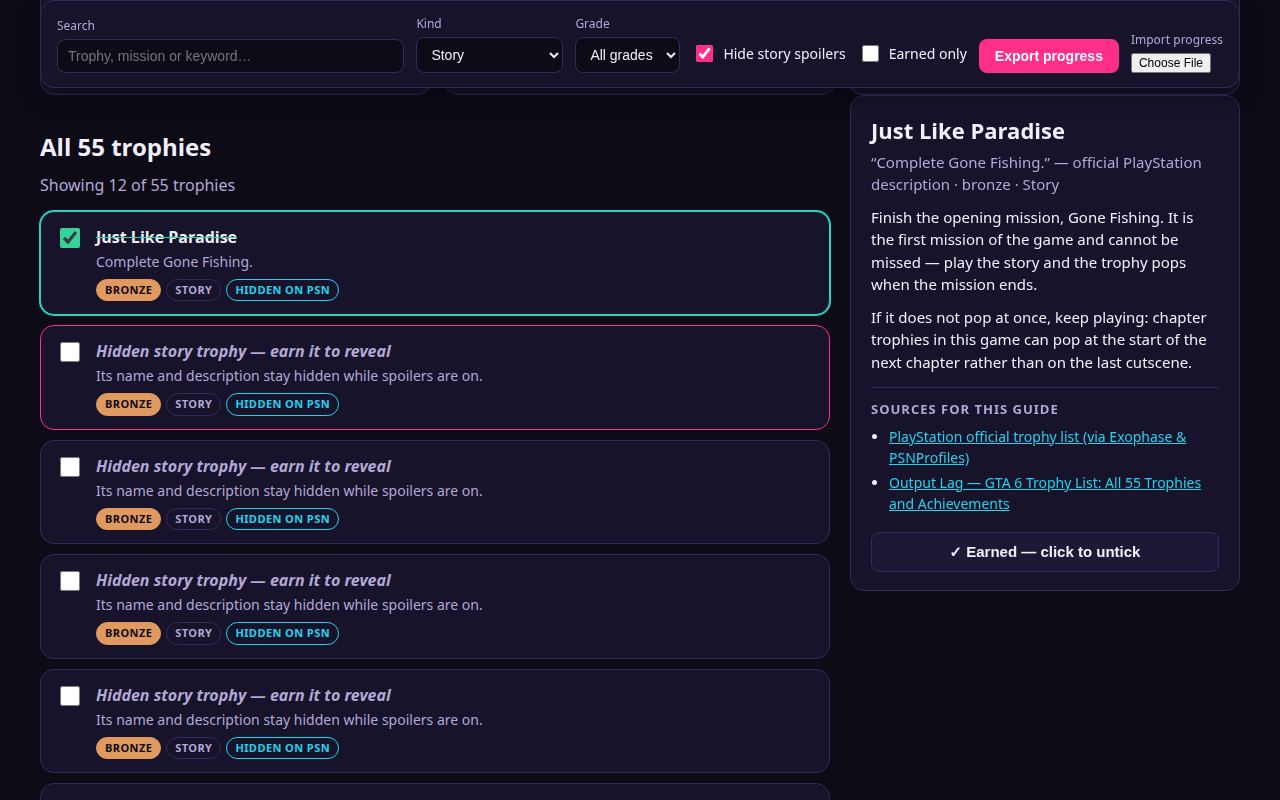 Search
Kind
Grade
Import progress
Trophy, mission or keyword…
Story
All grades
Hide story spoilers
Earned only
Export progress
Choose File
All 55 trophies
Showing 12 of 55 trophies
Just Like Paradise
Complete Gone Fishing.
BRONZE STORY HIDDEN ON PSN
Hidden story trophy — earn it to reveal
Its name and description stay hidden while spoilers are on.
BRONZE STORY HIDDEN ON PSN
Hidden story trophy — earn it to reveal
Its name and description stay hidden while spoilers are on.
BRONZE STORY HIDDEN ON PSN
Hidden story trophy — earn it to reveal
Its name and description stay hidden while spoilers are on.
BRONZE STORY HIDDEN ON PSN
Hidden story trophy — earn it to reveal
Its name and description stay hidden while spoilers are on.
BRONZE STORY HIDDEN ON PSN
Just Like Paradise
“Complete Gone Fishing.” — official PlayStation
description · bronze · Story
Finish the opening mission, Gone Fishing. It is
the first mission of the game and cannot be
missed — play the story and the trophy pops
when the mission ends.
If it does not pop at once, keep playing: chapter
trophies in this game can pop at the start of the
next chapter rather than on the last cutscene.
SOURCES FOR THIS GUIDE
• PlayStation official trophy list (via Exophase &
PSNProfiles)
• Output Lag — GTA 6 Trophy List: All 55 Trophies
and Achievements
✓ Earned — click to untick